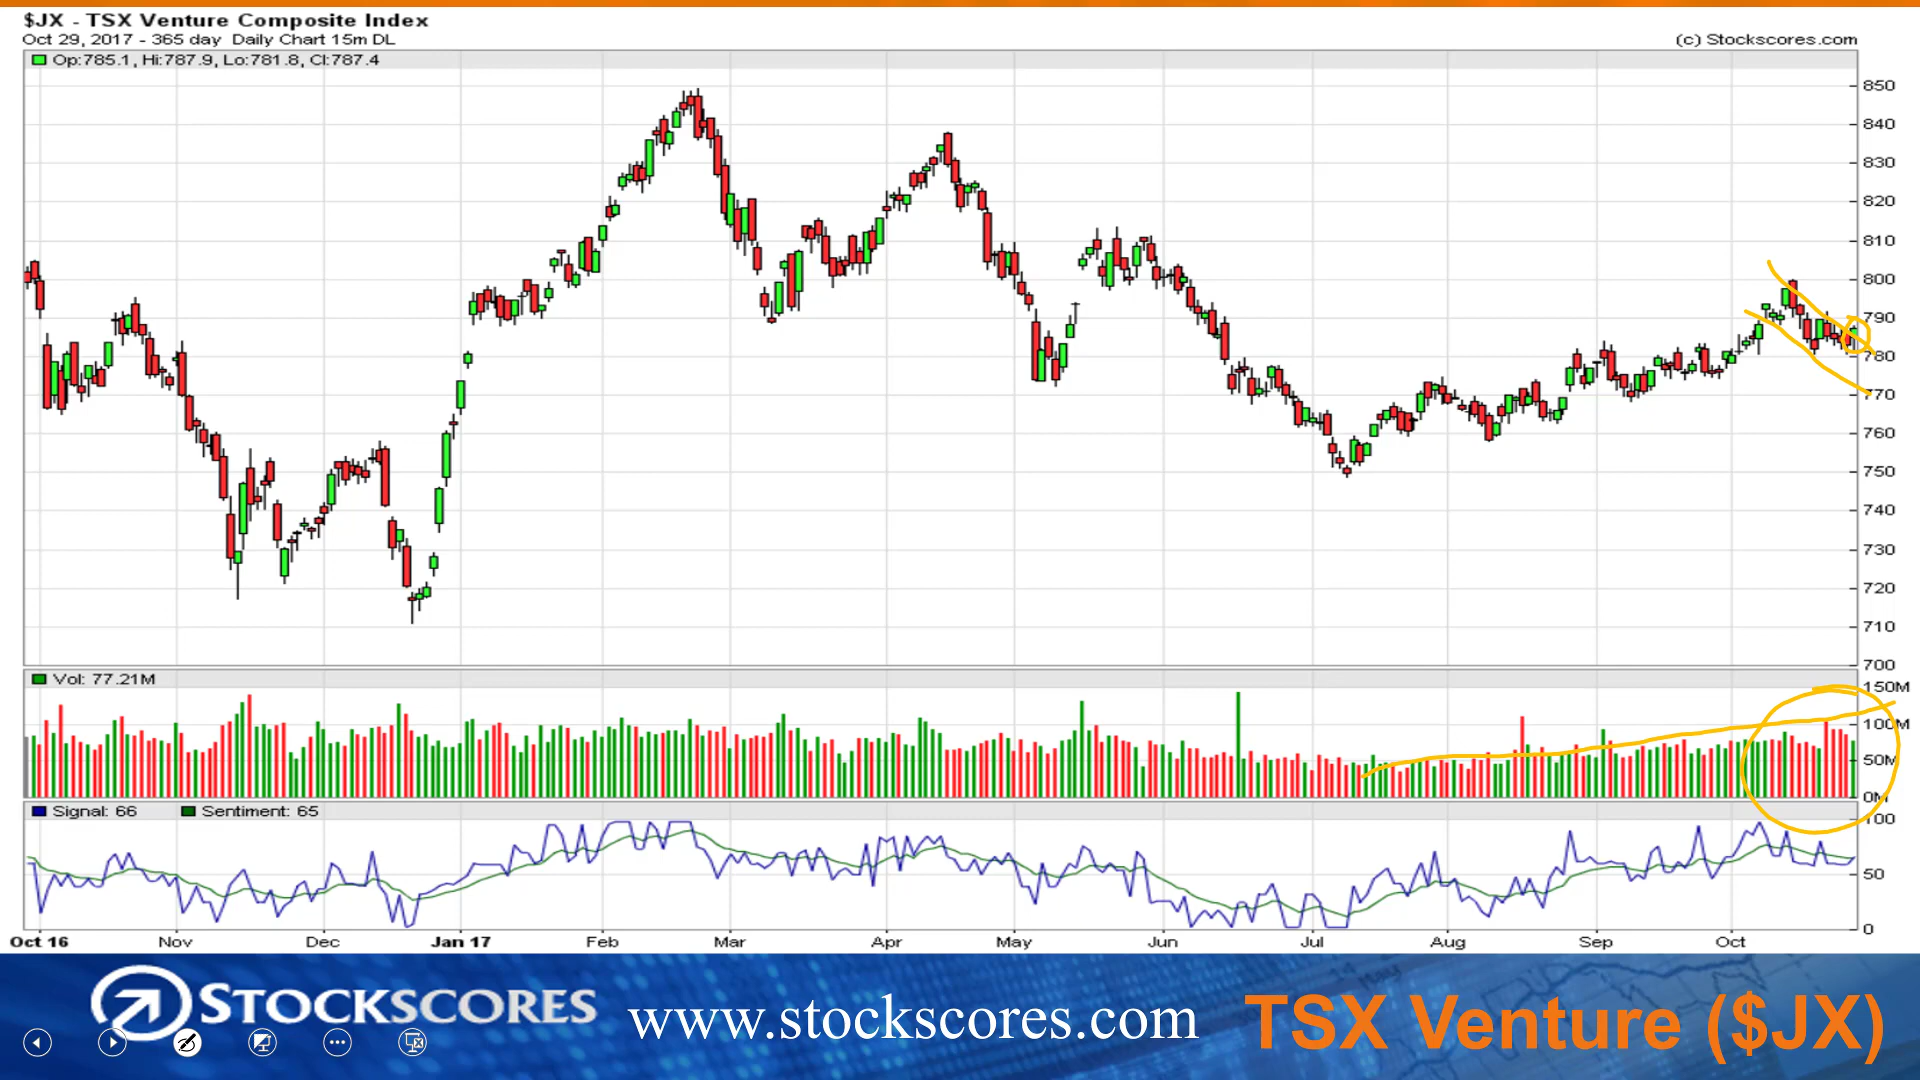 $JX - TSX Venture Composite Index
Oct 29, 2017 - 365 day Daily Chart 15m DL
(c) Stockscores.com
Op:785.1, Hi:787.9, Lo:781.8, Cl:787.4
850
840
830
820
810
800
790
780
770
760
750
740
730
720
710
700
Vol: 77.21M
150M
100M
50M
0M
Signal: 66 Sentiment: 65
100
50
0
Oct 16 Nov Dec Jan 17 Feb Mar Apr May Jun Jul Aug Sep Oct
STOCKSCORES www.stockscores.com TSX Venture ($JX)